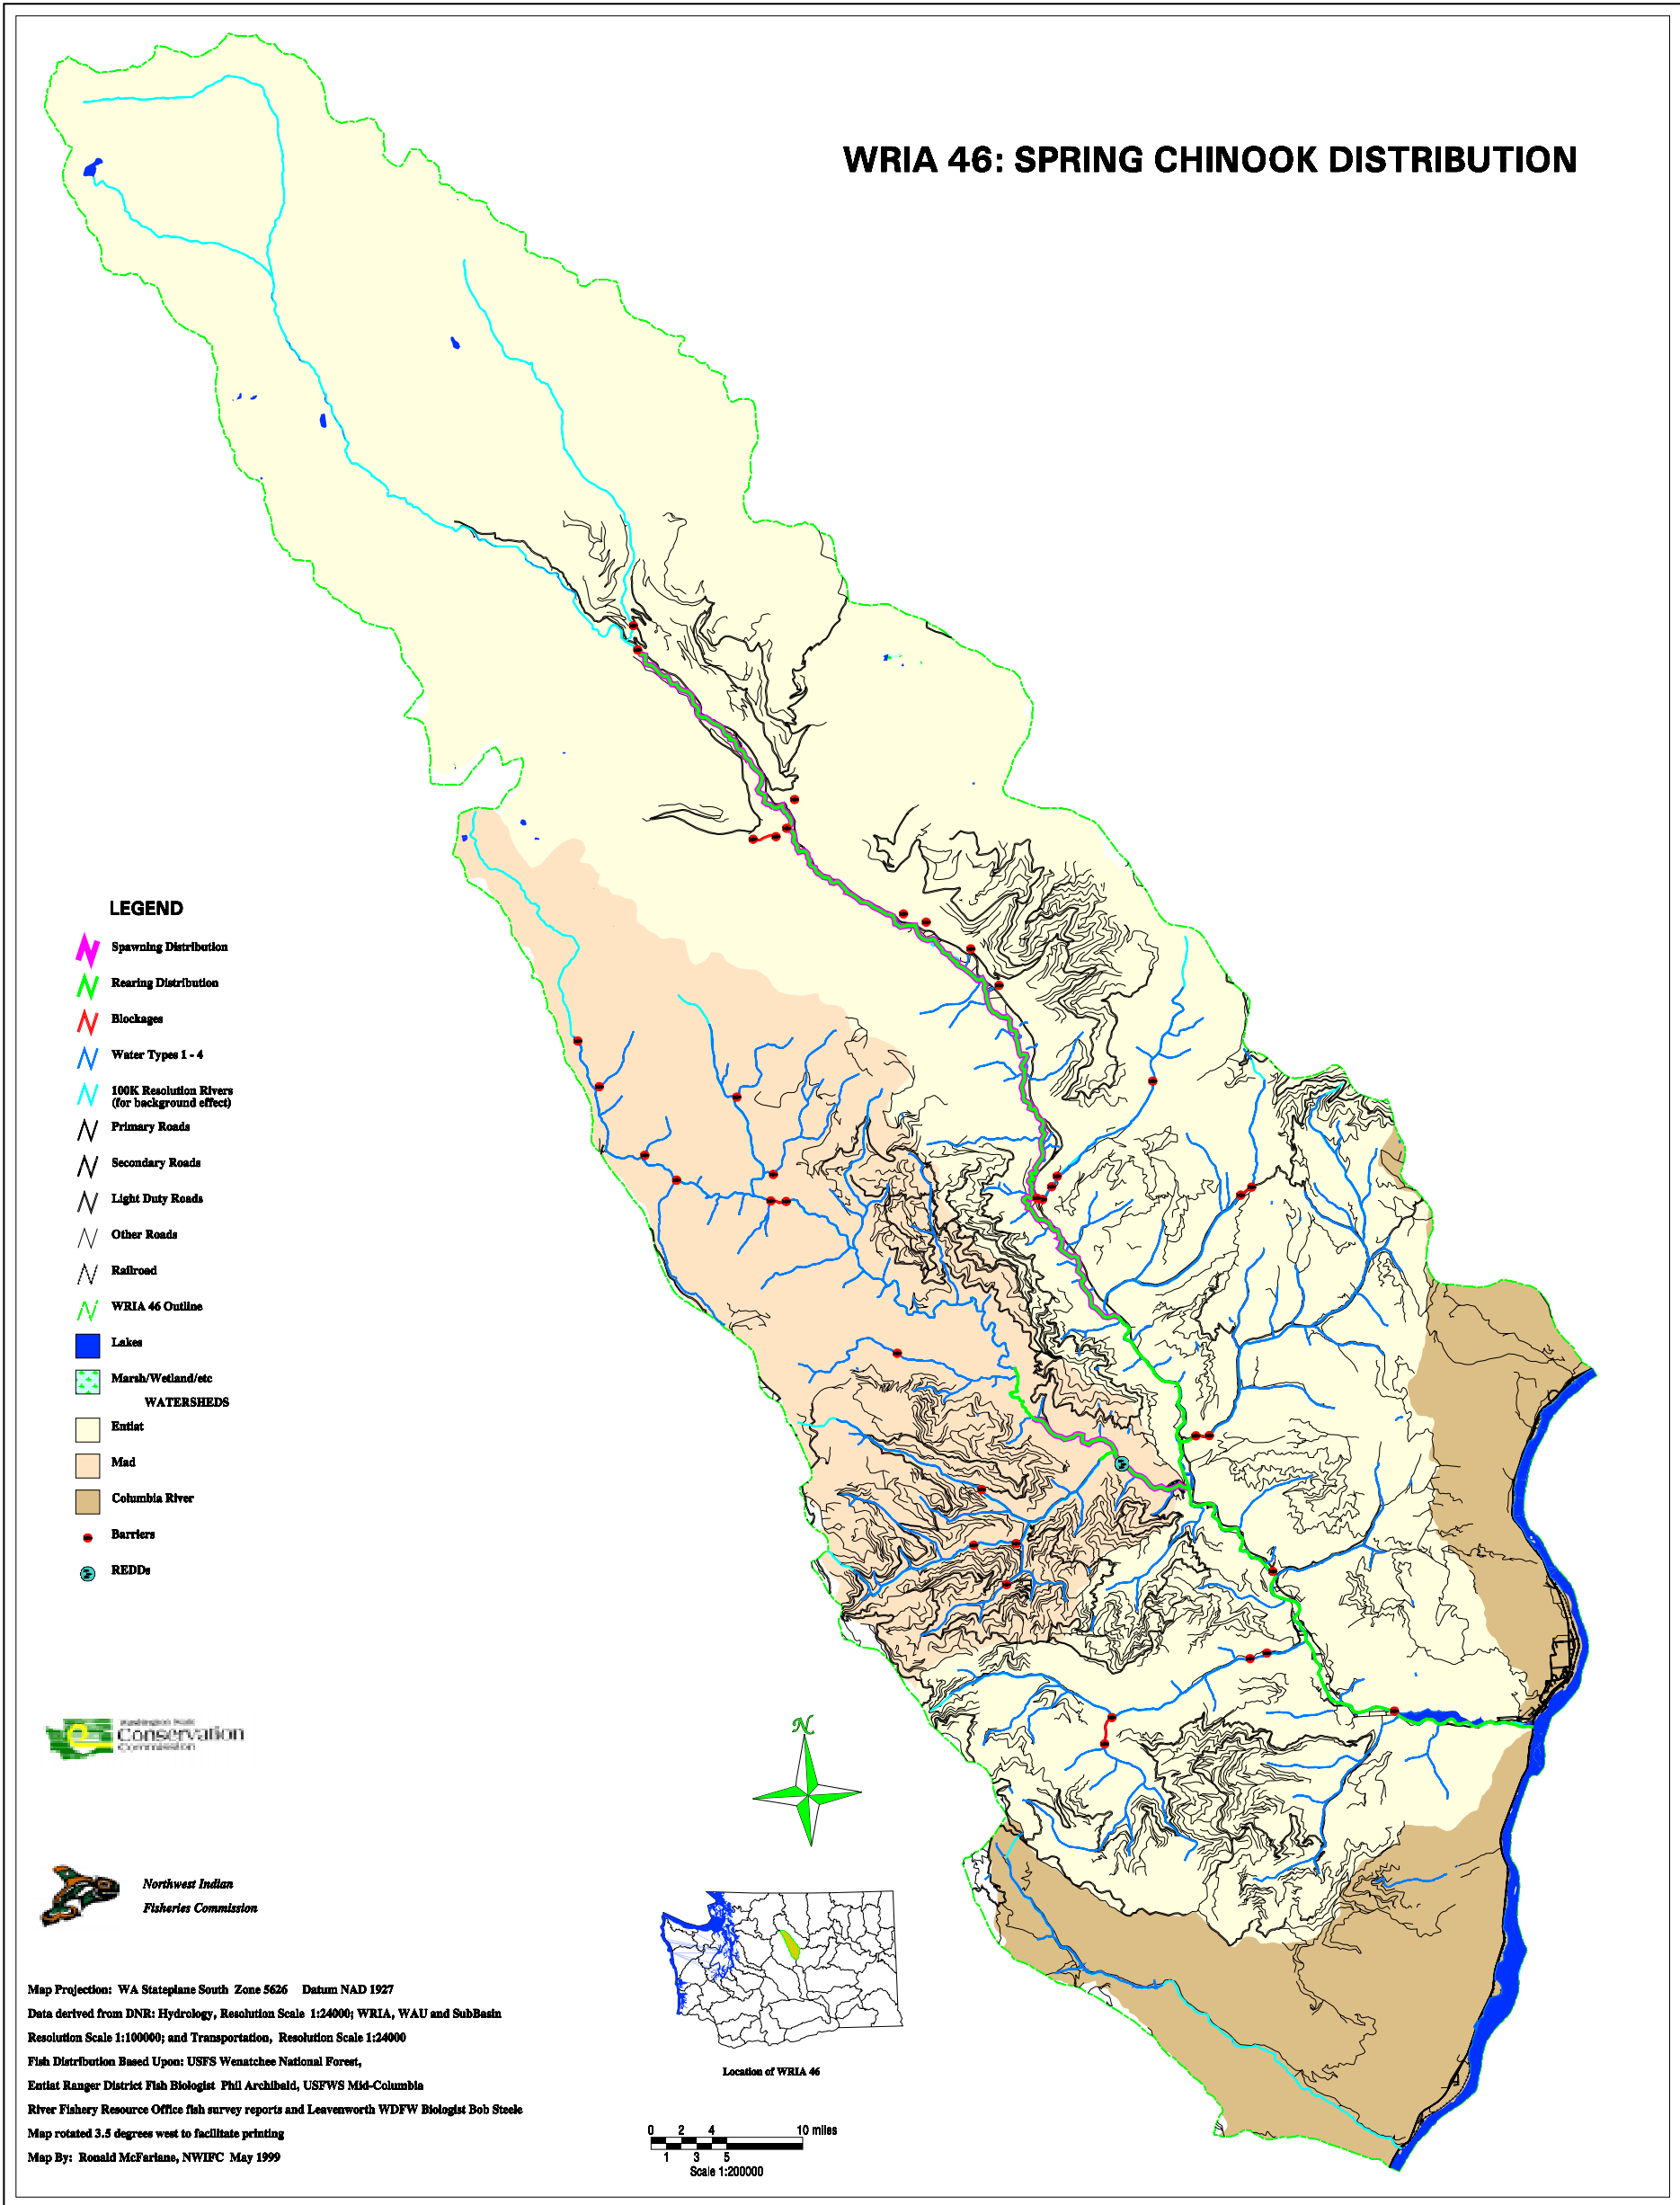 WRIA 46: SPRING CHINOOK DISTRIBUTION
LEGEND
Spawning Distribution
Rearing Distribution
Blockages
Water Types 1 - 4
100K Resolution Rivers
(for background effect)
Primary Roads
Secondary Roads
Light Duty Roads
Other Roads
Railroad
WRIA 46 Outline
Lakes
Marsh/Wetland/etc
WATERSHEDS
Entiat
Mad
Columbia River
Barriers
REDDs
Washington State
Conservation
Commission
N
Northwest Indian
Fisheries Commission
Location of WRIA 46
Map Projection: WA Stateplane South Zone 5626 Datum NAD 1927
Data derived from DNR: Hydrology, Resolution Scale 1:24000; WRIA, WAU and SubBasin
Resolution Scale 1:100000; and Transportation, Resolution Scale 1:24000
Fish Distribution Based Upon: USFS Wenatchee National Forest,
Entiat Ranger District Fish Biologist Phil Archibald, USFWS Mid-Columbia
River Fishery Resource Office fish survey reports and Leavenworth WDFW Biologist Bob Steele
Map rotated 3.5 degrees west to facilitate printing
Map By: Ronald McFarlane, NWIFC May 1999
0 2 4 10 miles
1 3 5
Scale 1:200000